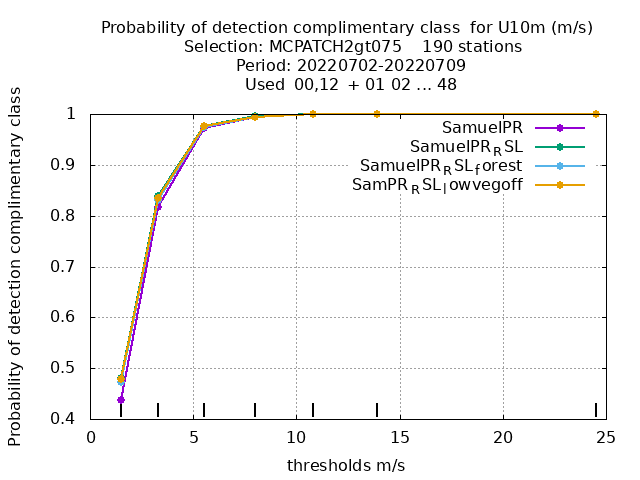 Probability of detection complimentary class  for U10m (m/s)
Selection: MCPATCH2gt075    190 stations
Period: 20220702-20220709
Used  00,12  + 01 02 ... 48
Probability of detection complimentary class
1
0.9
0.8
0.7
0.6
0.5
0.4
SamuelPR
SamuelPR_RSL
SamuelPR_RSL_forest
SamPR_RSL_lowvegoff
0 5 10 15 20 25
thresholds m/s